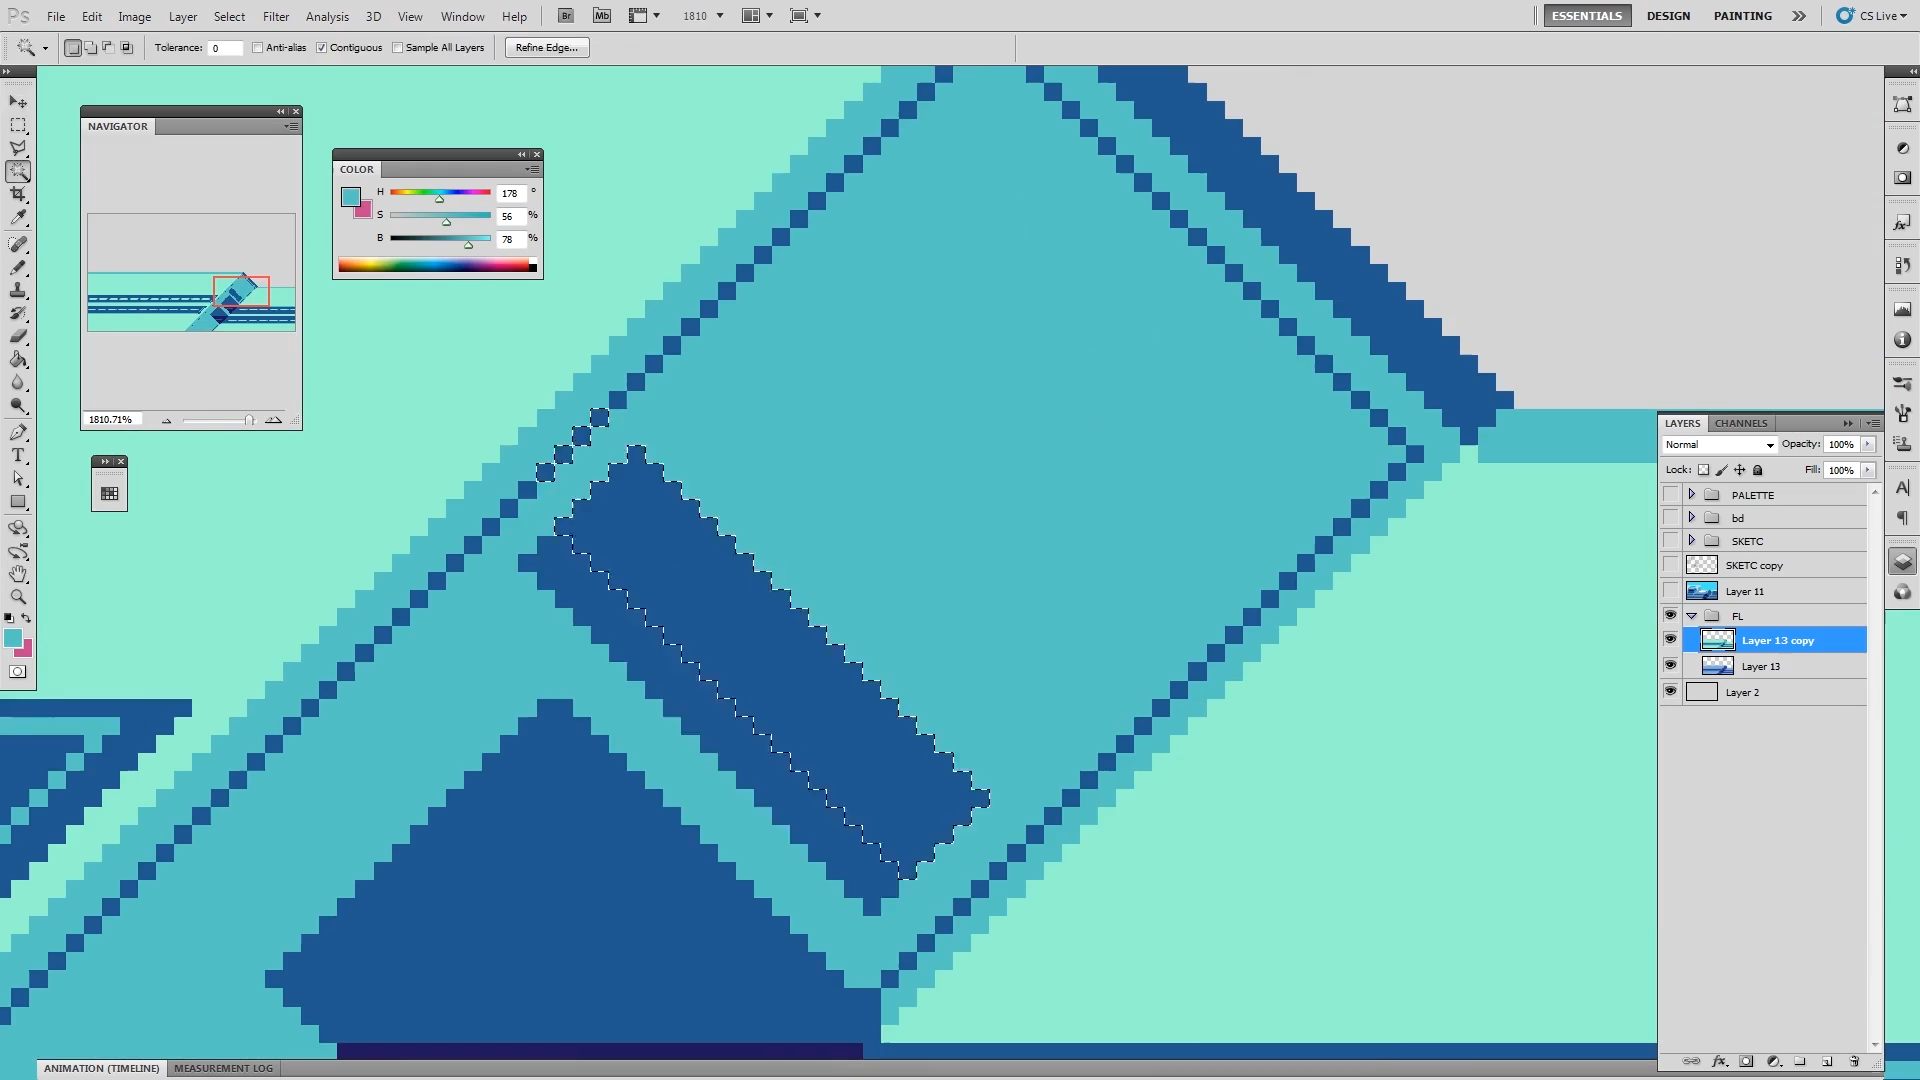 Ps File Edit Image Layer Select Filter Analysis 3D View Window Help Br Mb 1810 ESSENTIALS DESIGN PAINTING CS Live
Tolerance: 0 Anti-alias Contiguous Sample All Layers Refine Edge...
NAVIGATOR
1810.71%
COLOR
H 178 °
S 56 %
B 78 %
LAYERS CHANNELS
Normal Opacity: 100%
Lock: Fill: 100%
PALETTE
bd
SKETC
SKETC copy
Layer 11
FL
Layer 13 copy
Layer 13
Layer 2
ANIMATION (TIMELINE) MEASUREMENT LOG